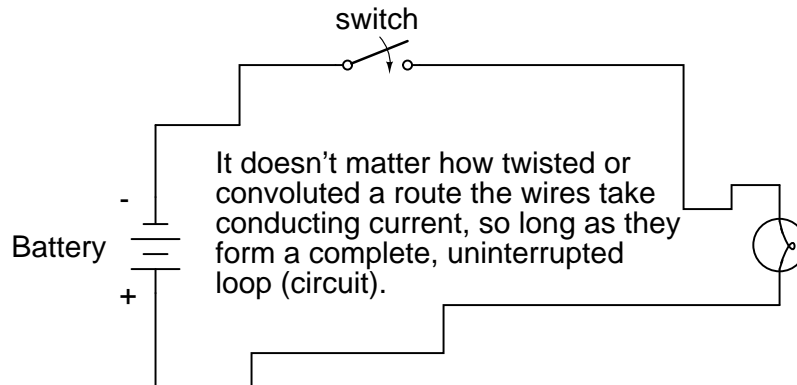 switch
It doesn't matter how twisted or
convoluted a route the wires take
conducting current, so long as they
form a complete, uninterrupted
loop (circuit).
-
Battery
+